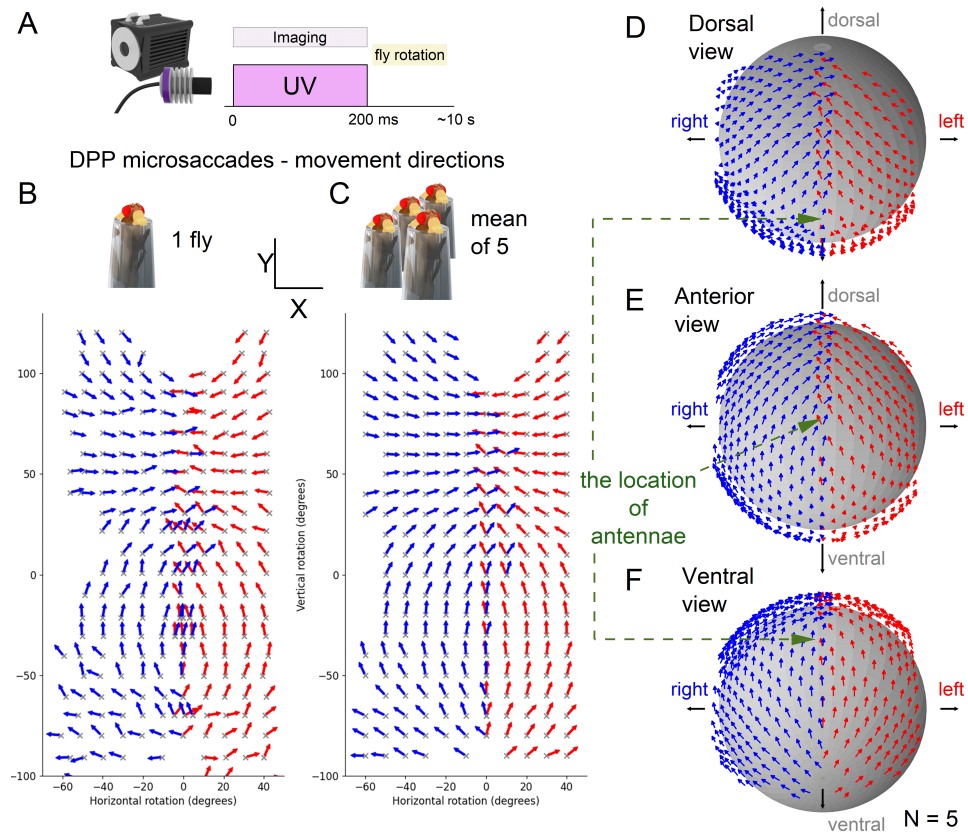 A
Imaging
fly rotation
UV
0
200 ms
~10 s
DPP microsaccades - movement directions
B
1 fly
Y
X
C
mean
of 5
100
50
0
−50
−100
−60
−40
−20
0
20
40
Horizontal rotation (degrees)
Vertical rotation (degrees)
100
50
0
−50
−100
−60
−40
−20
0
20
40
Horizontal rotation (degrees)
the location
of
antennae
D
Dorsal
view
dorsal
right
left
E
Anterior
view
dorsal
right
left
ventral
F
Ventral
view
right
left
ventral
N = 5